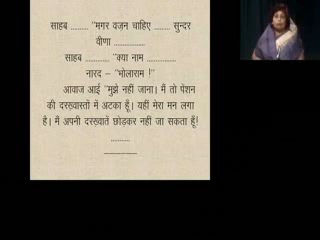 साहब ......... "मगर वज़न चाहिए ........ सुन्दर
वीणा ................
साहब ............. "क्या नाम ...............
नारद – "भोलाराम !"
आवाज आई "मुझे नहीं जाना। मैं तो पेशन
की दरख्वास्तों में अटका हूँ। यहीं मेरा मन लगा
है। मैं अपनी दरख्वातें छोड़कर नहीं जा सकता हूँ!
..........
.................